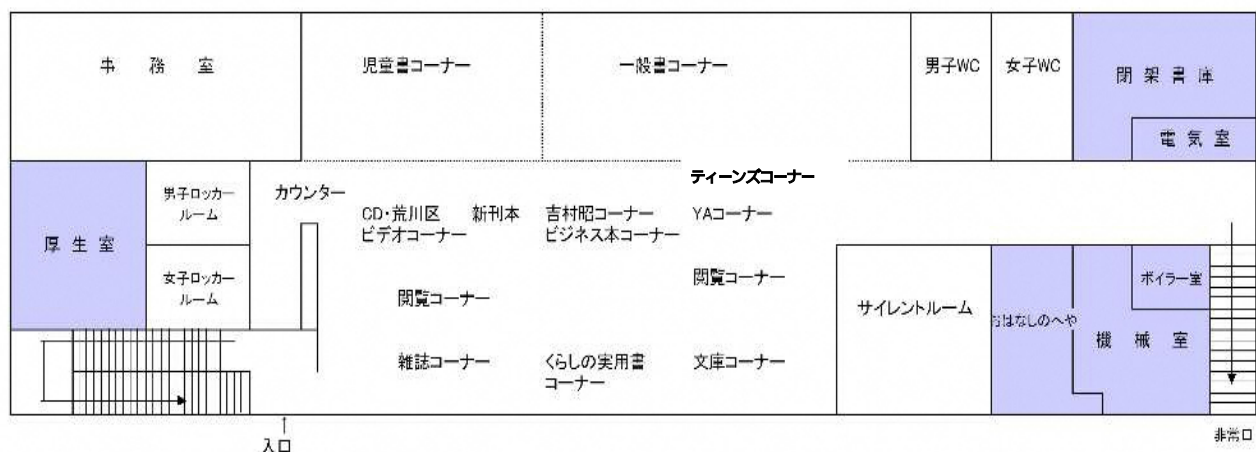 事務室
児童書コーナー
一般書コーナー
男子WC
女子WC
閉架書庫
電気室
ティーンズコーナー
厚生室
男子ロッカー
ルーム
女子ロッカー
ルーム
カウンター
CD・荒川区
ビデオコーナー
新刊本
吉村昭コーナー
ビジネス本コーナー
YAコーナー
閲覧コーナー
閲覧コーナー
雑誌コーナー
くらしの実用書
コーナー
文庫コーナー
サイレントルーム
おはなしのへや
ボイラー室
機械室
入口
非常口